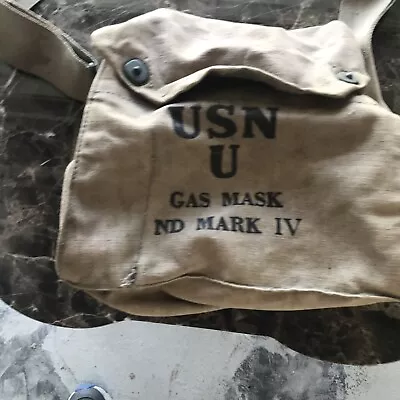 USN
U
GAS MASK
ND MARK IV